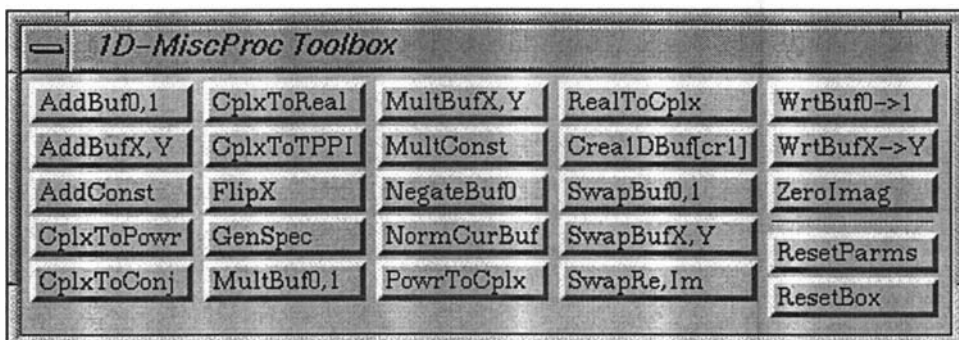 1D-MiscProc Toolbox
AddBuf0,1 CplxToReal MultBufX,Y RealToCplx WrtBuf0->1
AddBufX,Y CplxToTPPI MultConst Crea1DBuf[cr1] WrtBufX->Y
AddConst FlipX NegateBuf0 SwapBuf0,1 ZeroImag
CplxToPowr GenSpec NormCurBuf SwapBufX,Y ResetParms
CplxToConj MultBuf0,1 PowrToCplx SwapRe,Im ResetBox